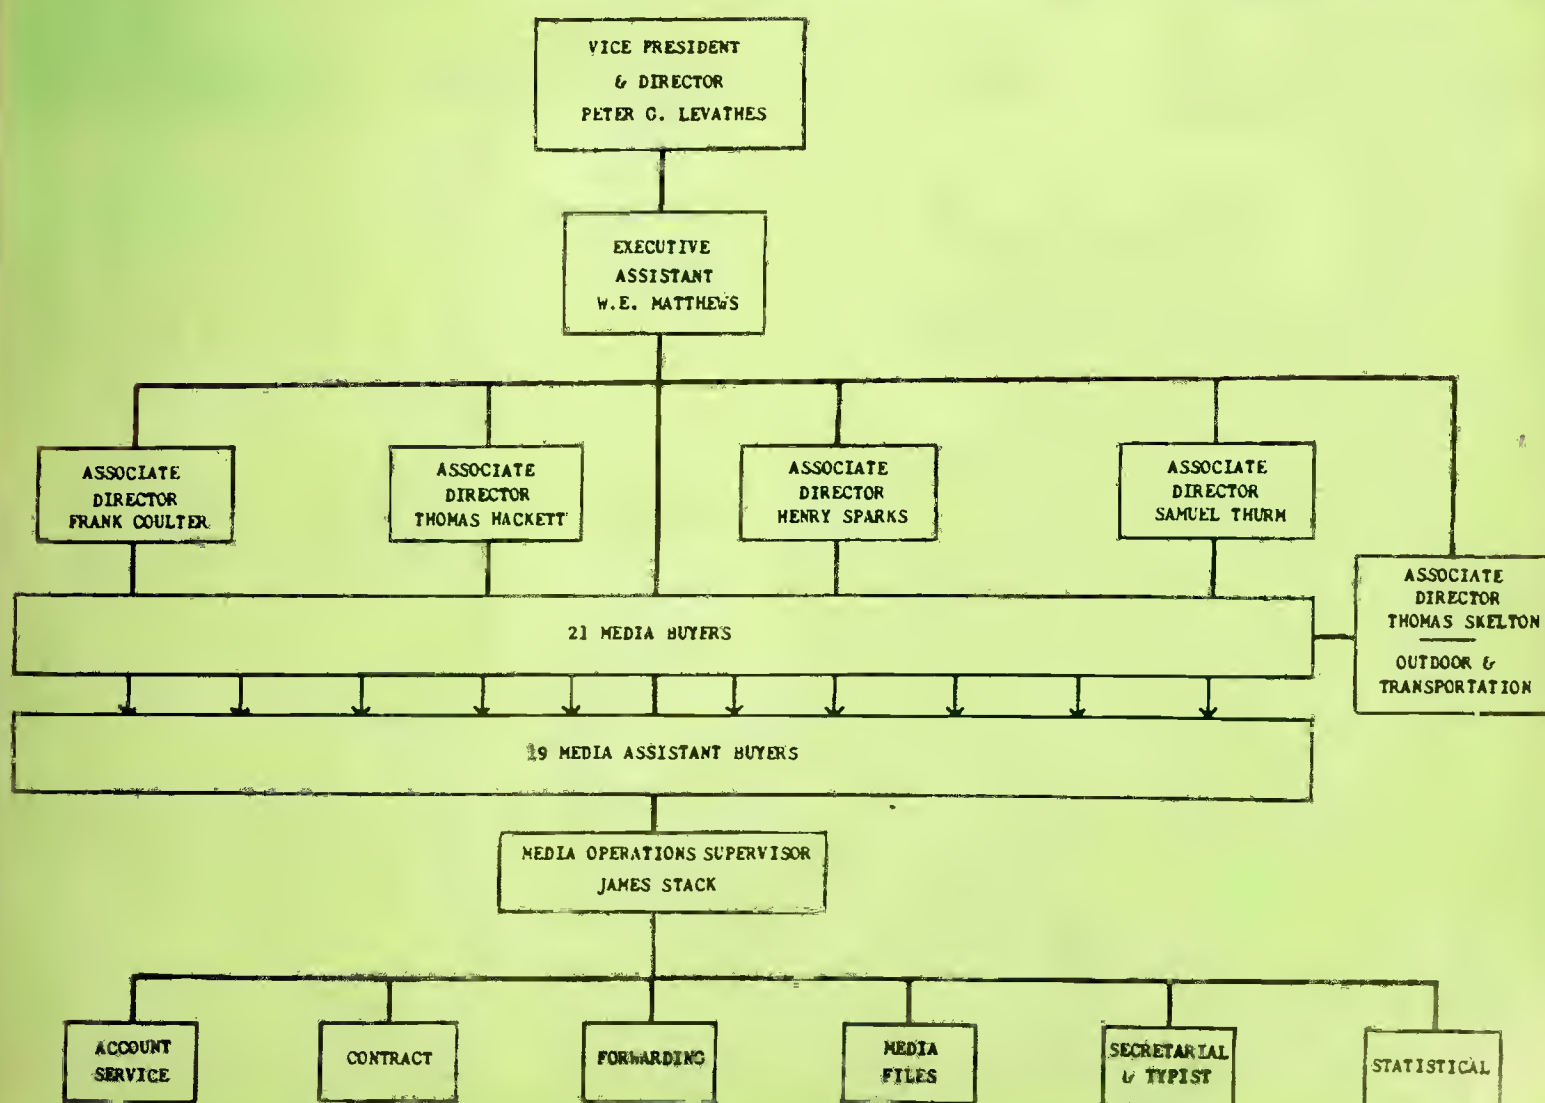 VICE PRESIDENT
& DIRECTOR
PETER G. LEVATHES
EXECUTIVE
ASSISTANT
W.E. MATTHEWS
ASSOCIATE
DIRECTOR
FRANK COULTER
ASSOCIATE
DIRECTOR
THOMAS HACKETT
ASSOCIATE
DIRECTOR
HENRY SPARKS
ASSOCIATE
DIRECTOR
SAMUEL THURM
ASSOCIATE
DIRECTOR
THOMAS SKELTON
OUTDOOR &
TRANSPORTATION
21 MEDIA BUYERS
19 MEDIA ASSISTANT BUYERS
MEDIA OPERATIONS SUPERVISOR
JAMES STACK
ACCOUNT
SERVICE
CONTRACT
FORWARDING
MEDIA
FILES
SECRETARIAL
& TYPIST
STATISTICAL